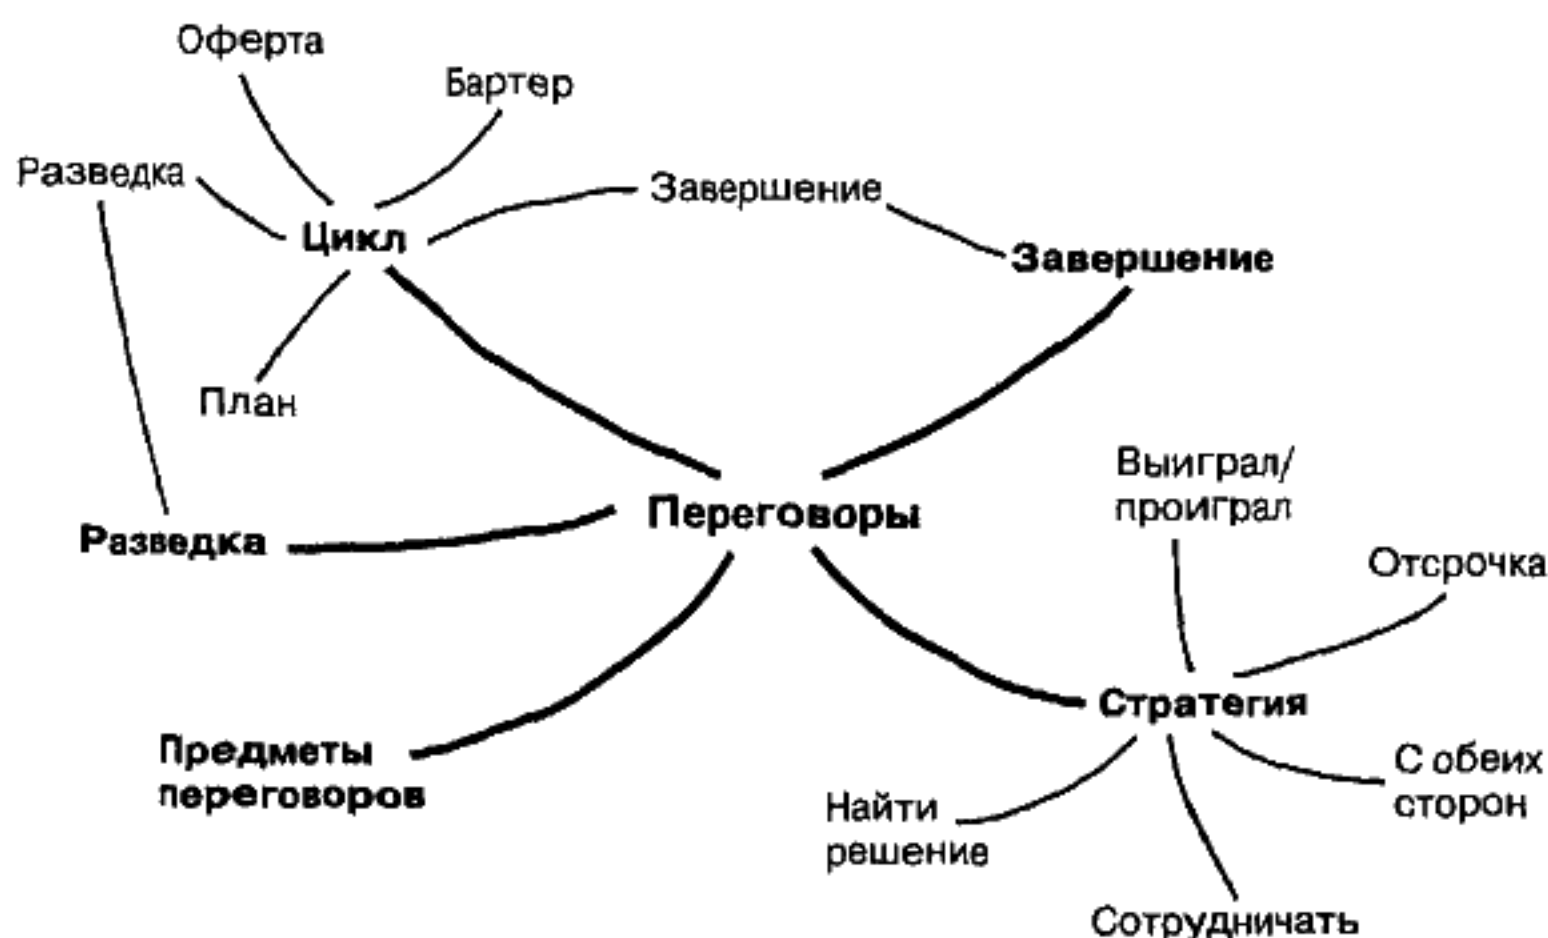 Оферта
Бартер
Разведка
Завершение
Цикл
Завершение
План
Выиграл/
проиграл
Переговоры
Разведка
Отсрочка
Стратегия
Предметы
переговоров
С обеих
сторон
Найти
решение
Сотрудничать